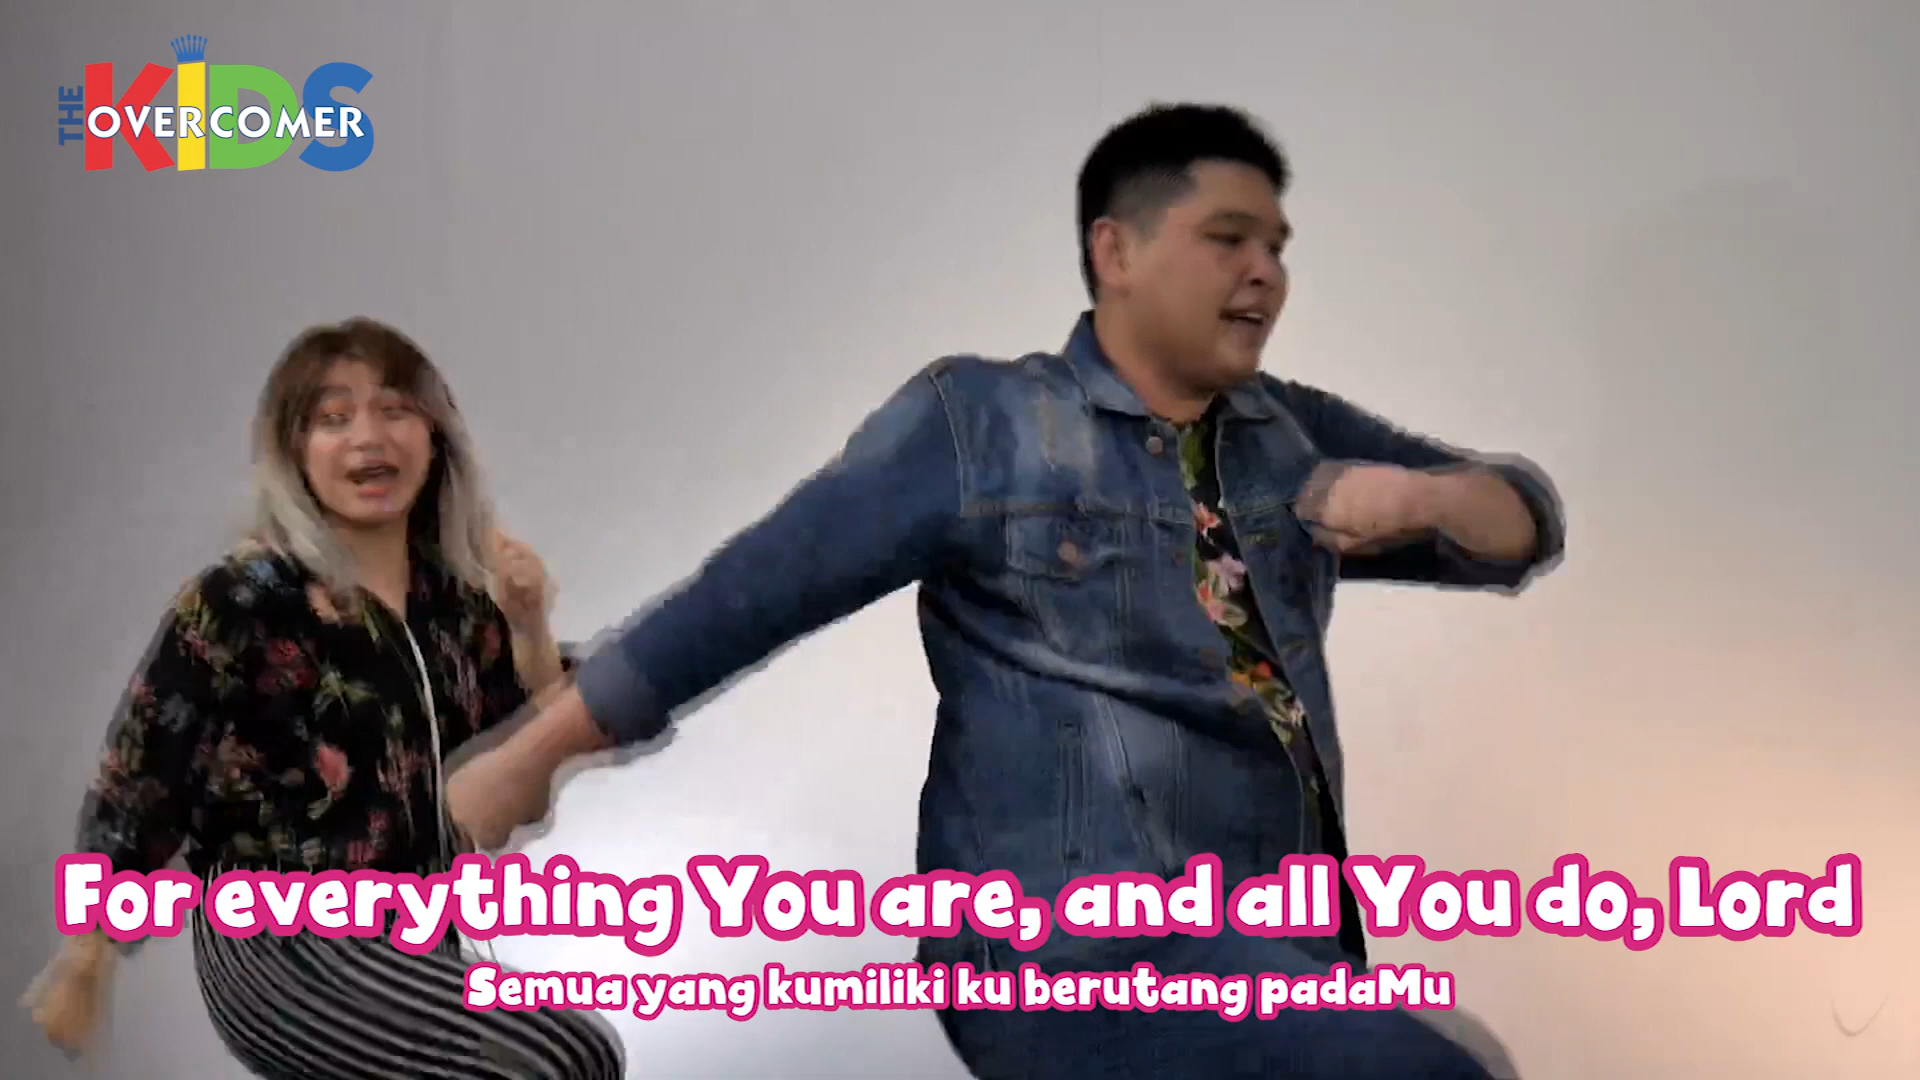 THE
KIDS
OVERCOMER
For everything You are, and all You do, Lord
Semua yang kumiliki ku berutang padaMu